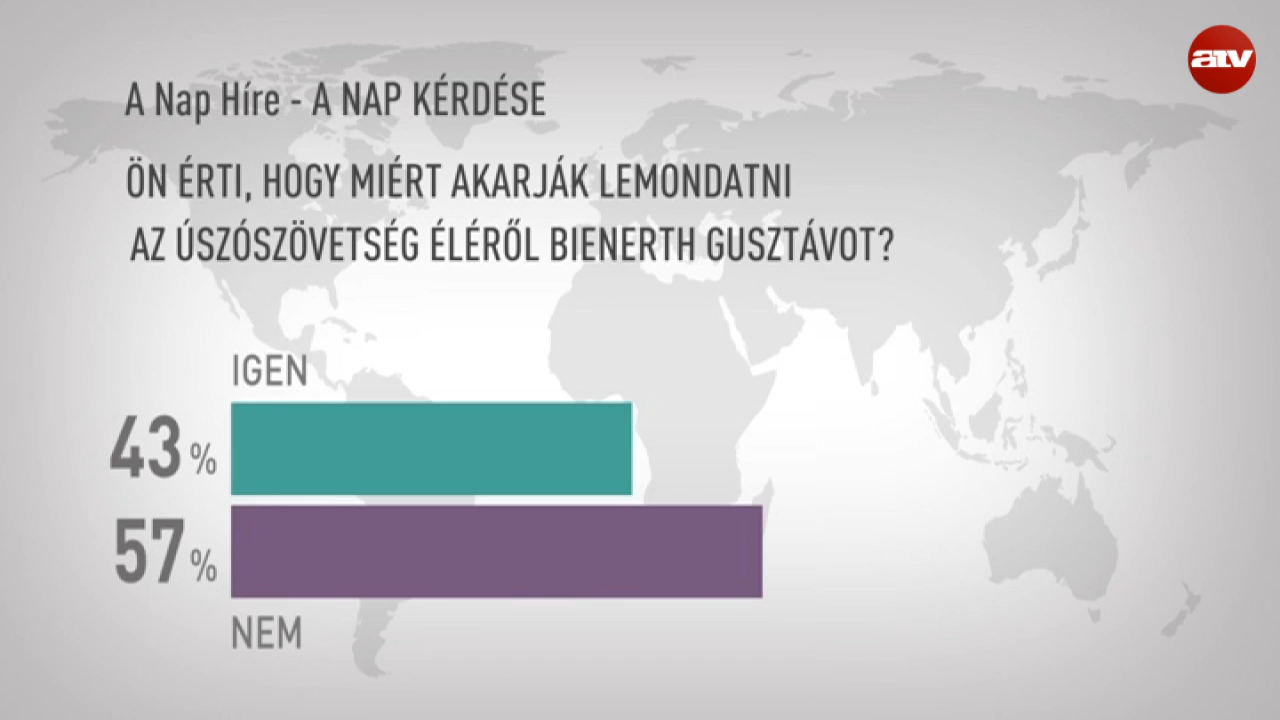 atv
A Nap Híre - A NAP KÉRDÉSE
ÖN ÉRTI, HOGY MIÉRT AKARJÁK LEMONDATNI
AZ ÚSZÓSZÖVETSÉG ÉLÉRŐL BIENERTH GUSZTÁVOT?
IGEN
43 %
57 %
NEM